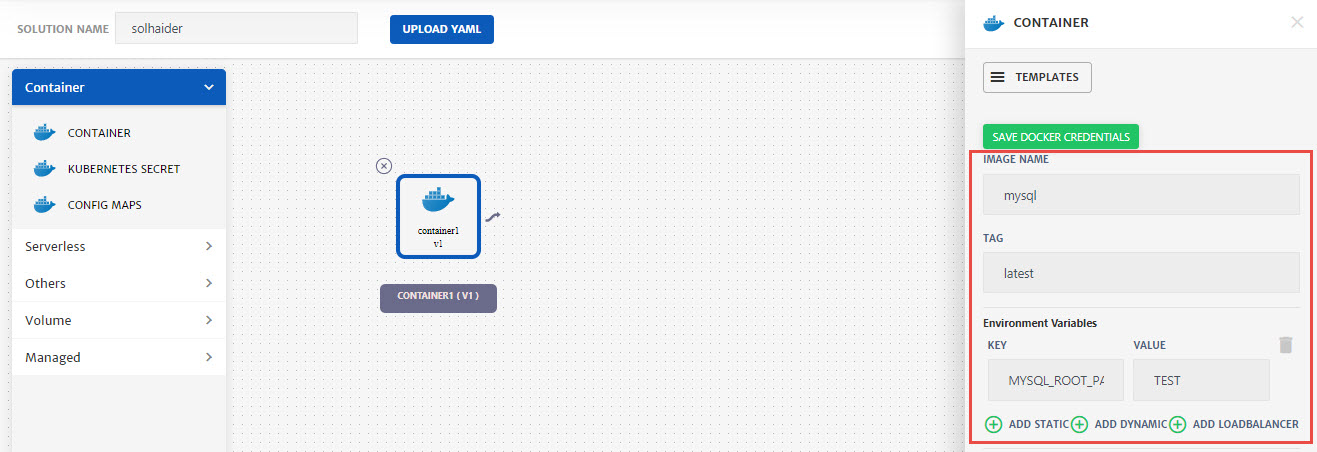 SOLUTION NAME
solhaider
UPLOAD YAML
Container
CONTAINER
KUBERNETES SECRET
CONFIG MAPS
Serverless
Others
Volume
Managed
container1
v1
CONTAINER1 ( V1 )
CONTAINER
TEMPLATES
SAVE DOCKER CREDENTIALS
IMAGE NAME
mysql
TAG
latest
Environment Variables
KEY VALUE
MYSQL_ROOT_PA TEST
ADD STATIC ADD DYNAMIC ADD LOADBALANCER